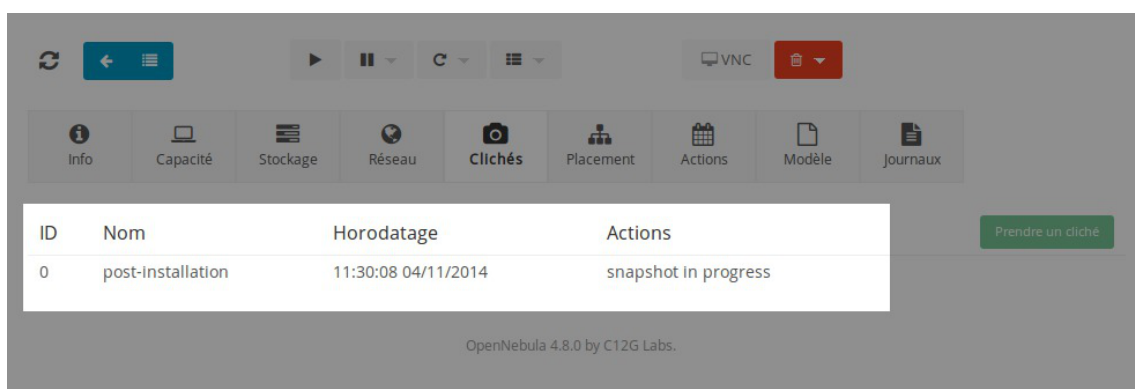 VNC
Info
Capacité
Stockage
Réseau
Clichés
Placement
Actions
Modèle
Journaux
ID Nom Horodatage Actions
Prendre un cliché
0 post-installation 11:30:08 04/11/2014 snapshot in progress
OpenNebula 4.8.0 by C12G Labs.